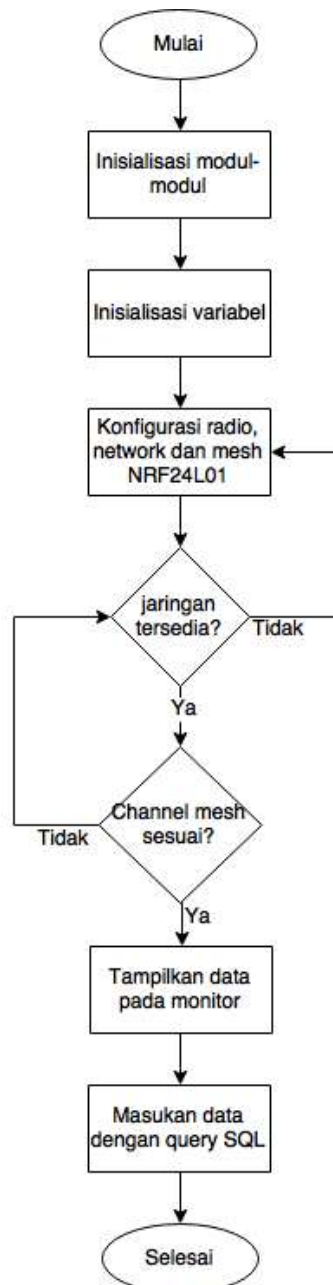 Mulai
Inisialisasi modul-
modul
Inisialisasi variabel
Konfigurasi radio,
network dan mesh
NRF24L01
jaringan
tersedia?
Tidak
Ya
Channel mesh
sesuai?
Tidak
Ya
Tampilkan data
pada monitor
Masukan data
dengan query SQL
Selesai